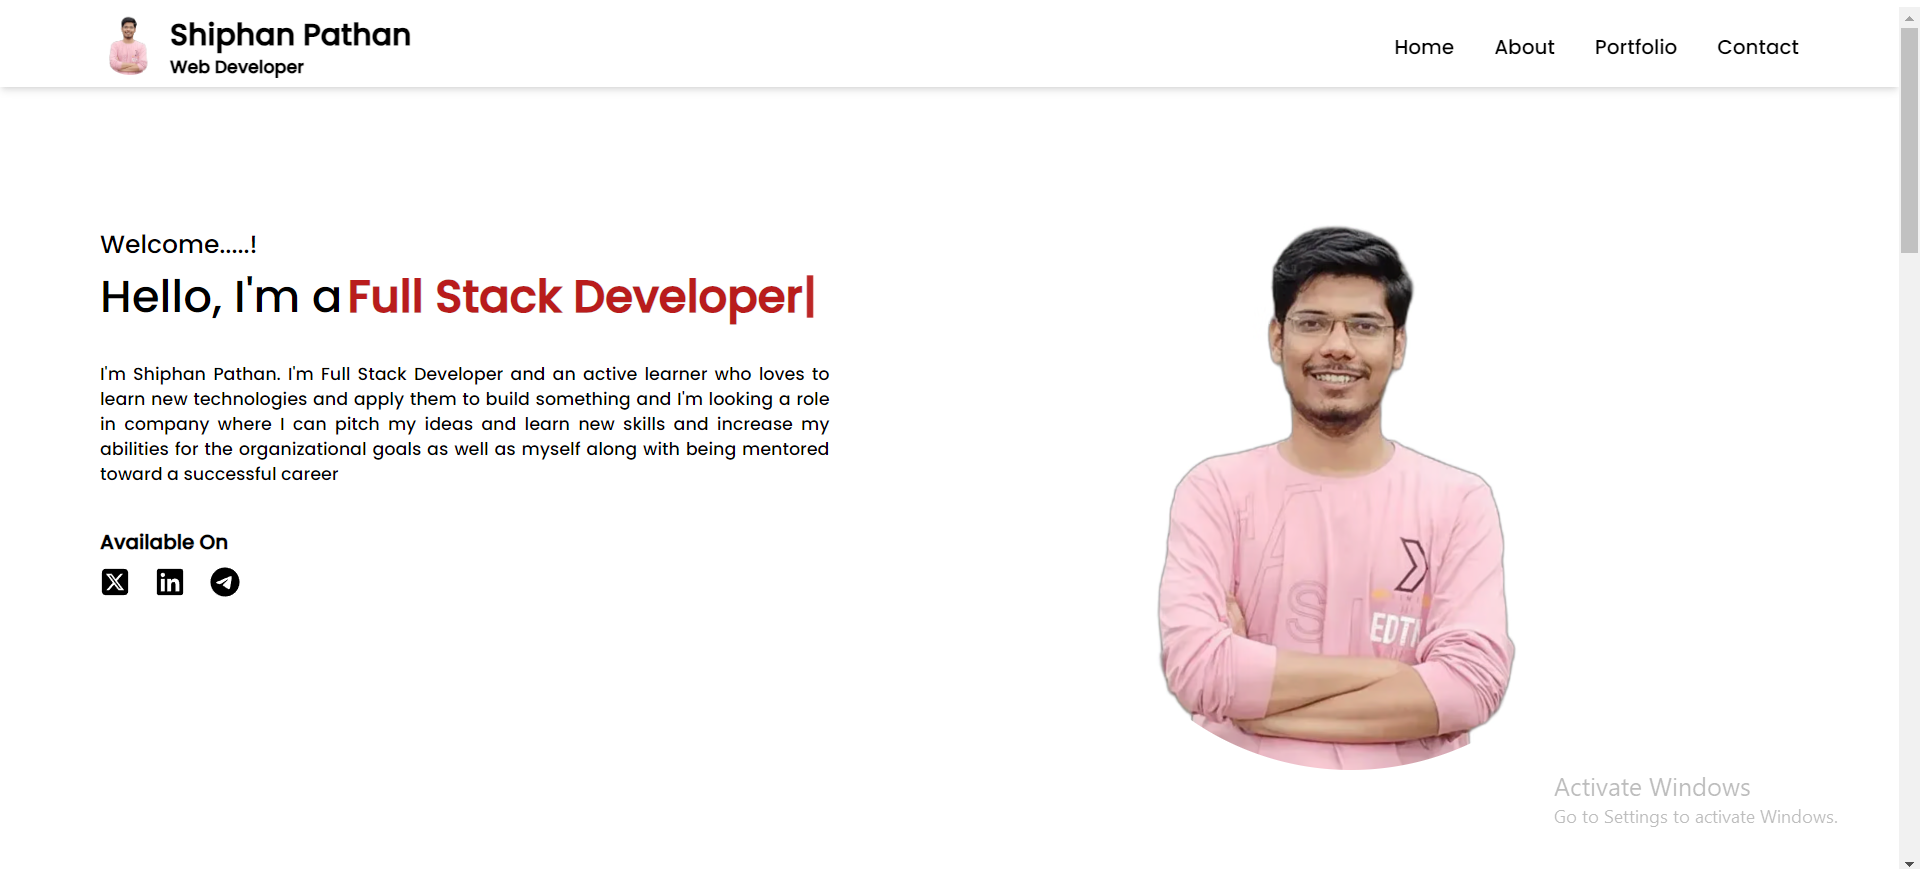 Shiphan Pathan
Web Developer
Home
About
Portfolio
Contact
Welcome.....!
Hello, I'm a Full Stack Developer|
I'm Shiphan Pathan. I'm Full Stack Developer and an active learner who loves to
learn new technologies and apply them to build something and I'm looking a role
in company where I can pitch my ideas and learn new skills and increase my
abilities for the organizational goals as well as myself along with being mentored
toward a successful career
Available On
X
in
EDT
Activate Windows
Go to Settings to activate Windows.